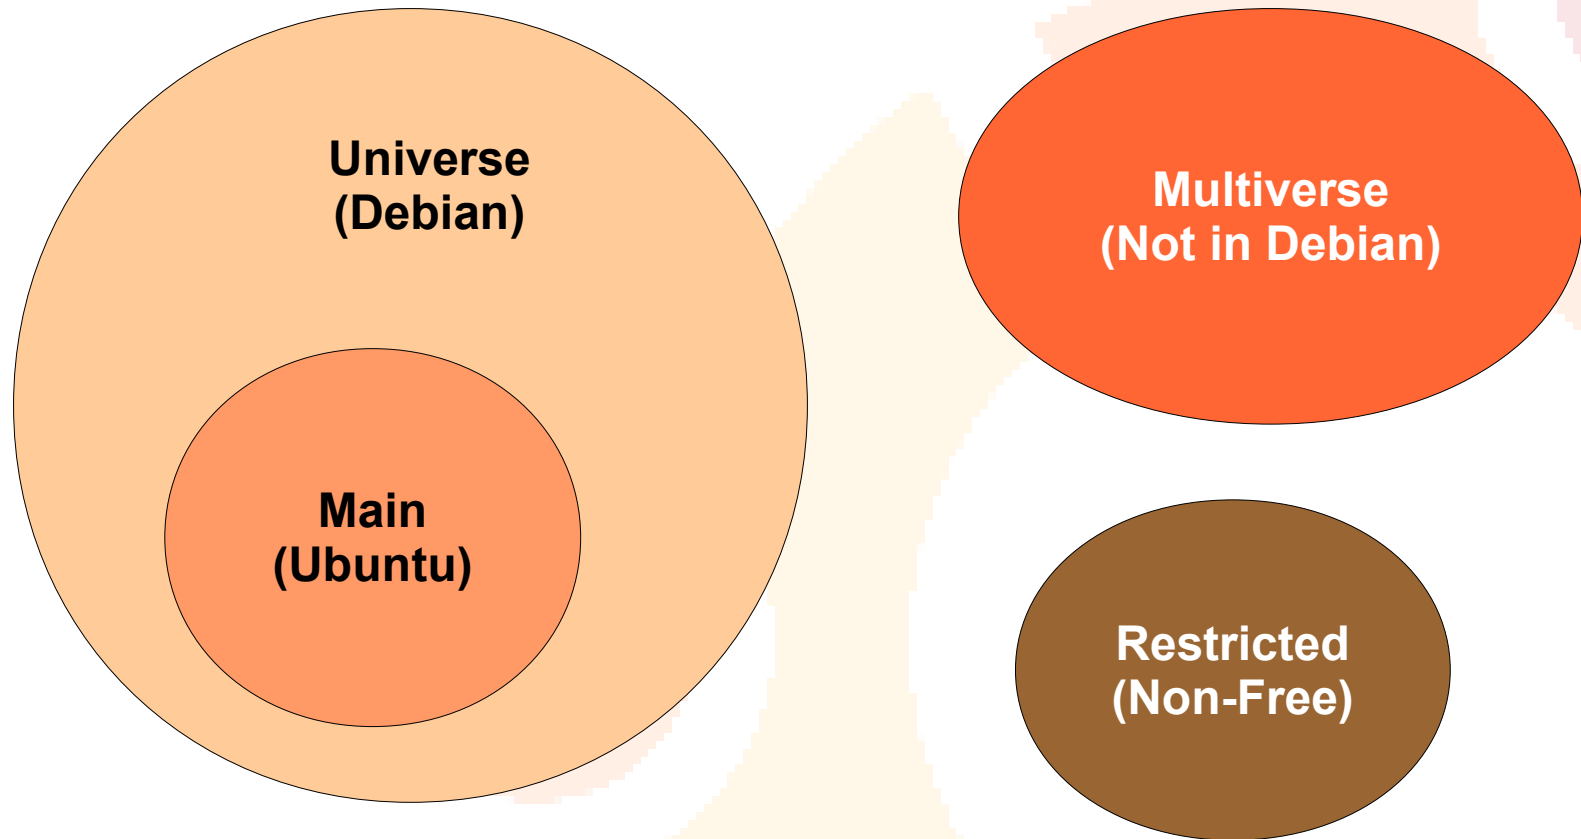 Universe
(Debian)
Multiverse
(Not in Debian)
Main
(Ubuntu)
Restricted
(Non-Free)